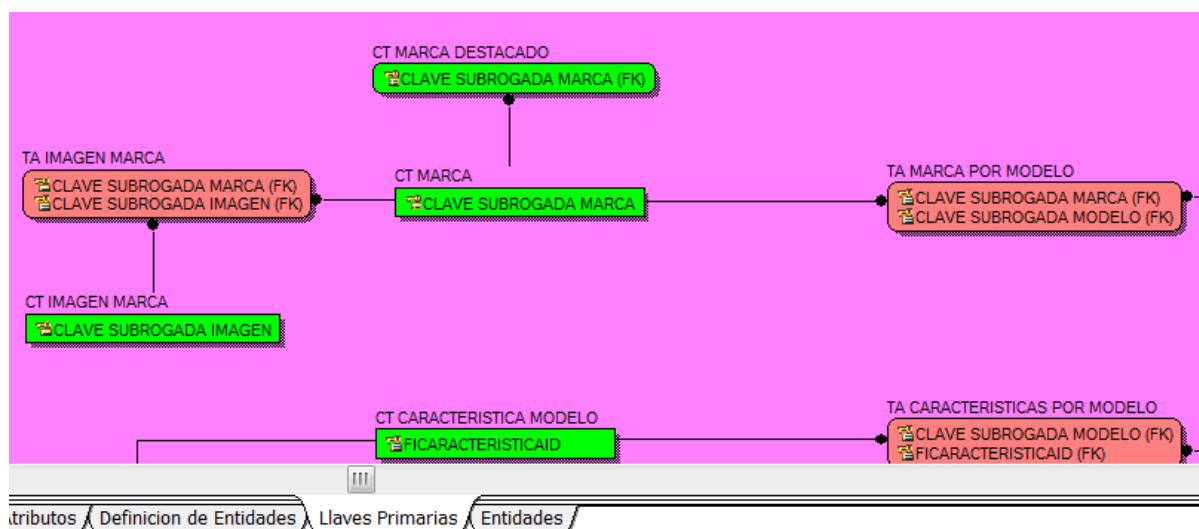 CT MARCA DESTACADO
CLAVE SUBROGADA MARCA (FK)
TA IMAGEN MARCA
CLAVE SUBROGADA MARCA (FK)
CLAVE SUBROGADA IMAGEN (FK)
CT MARCA
CLAVE SUBROGADA MARCA
TA MARCA POR MODELO
CLAVE SUBROGADA MARCA (FK)
CLAVE SUBROGADA MODELO (FK)
CT IMAGEN MARCA
CLAVE SUBROGADA IMAGEN
CT CARACTERISTICA MODELO
FICARACTERISTICAID
TA CARACTERISTICAS POR MODELO
CLAVE SUBROGADA MODELO (FK)
FICARACTERISTICAID (FK)
tributos Definicion de Entidades Llaves Primarias Entidades